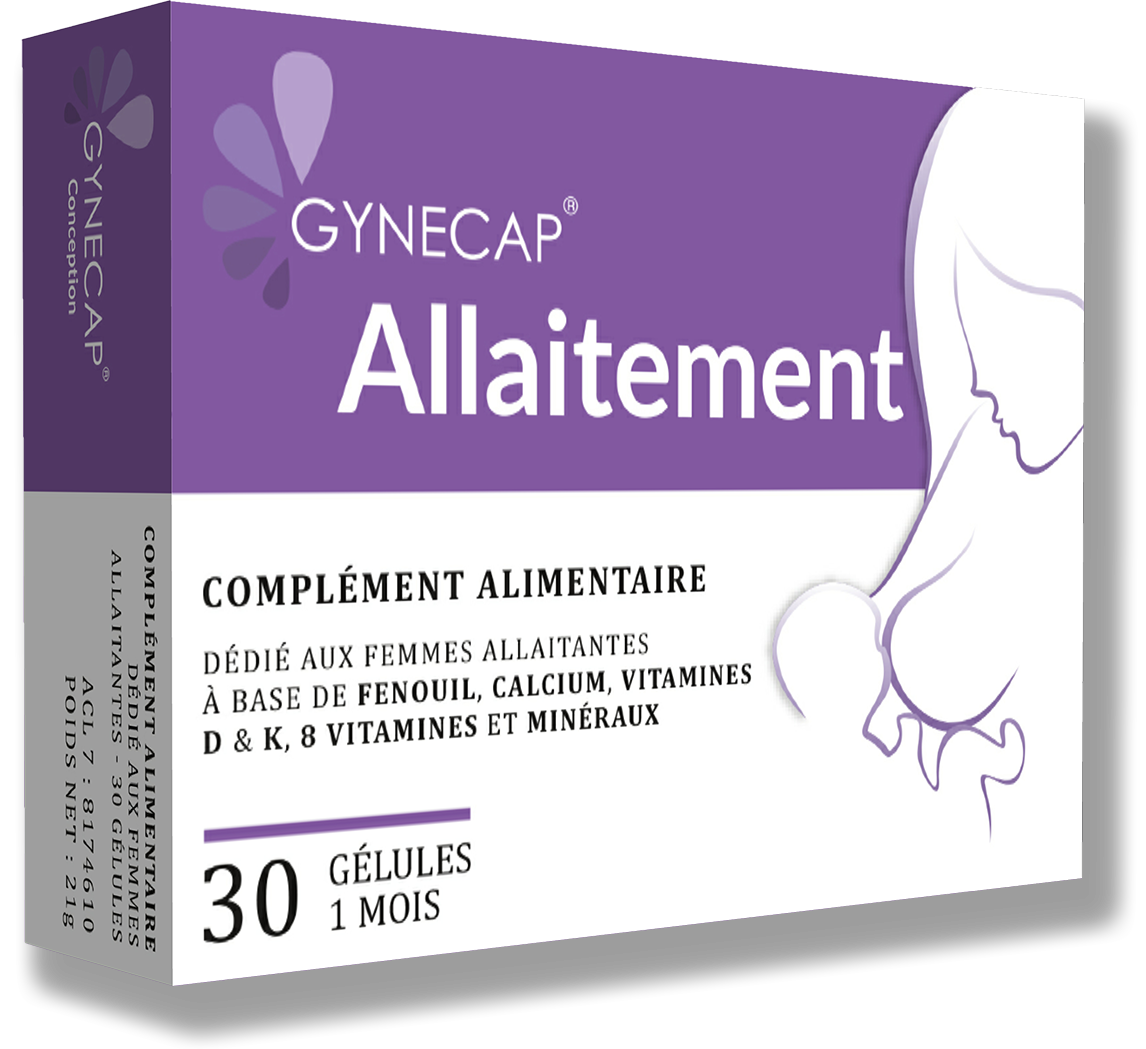 GYNECAP®
Allaitement
COMPLÉMENT ALIMENTAIRE
DÉDIÉ AUX FEMMES ALLAITANTES
À BASE DE FENOUIL, CALCIUM, VITAMINES
D & K, 8 VITAMINES ET MINÉRAUX
30
GÉLULES
1 MOIS
GYNECAP®
Conception
COMPLÉMENT ALIMENTAIRE
DÉDIÉ AUX FEMMES
ALLAITANTES - 30 GÉLULES
ACL 7 : 8174610
POIDS NET : 21g